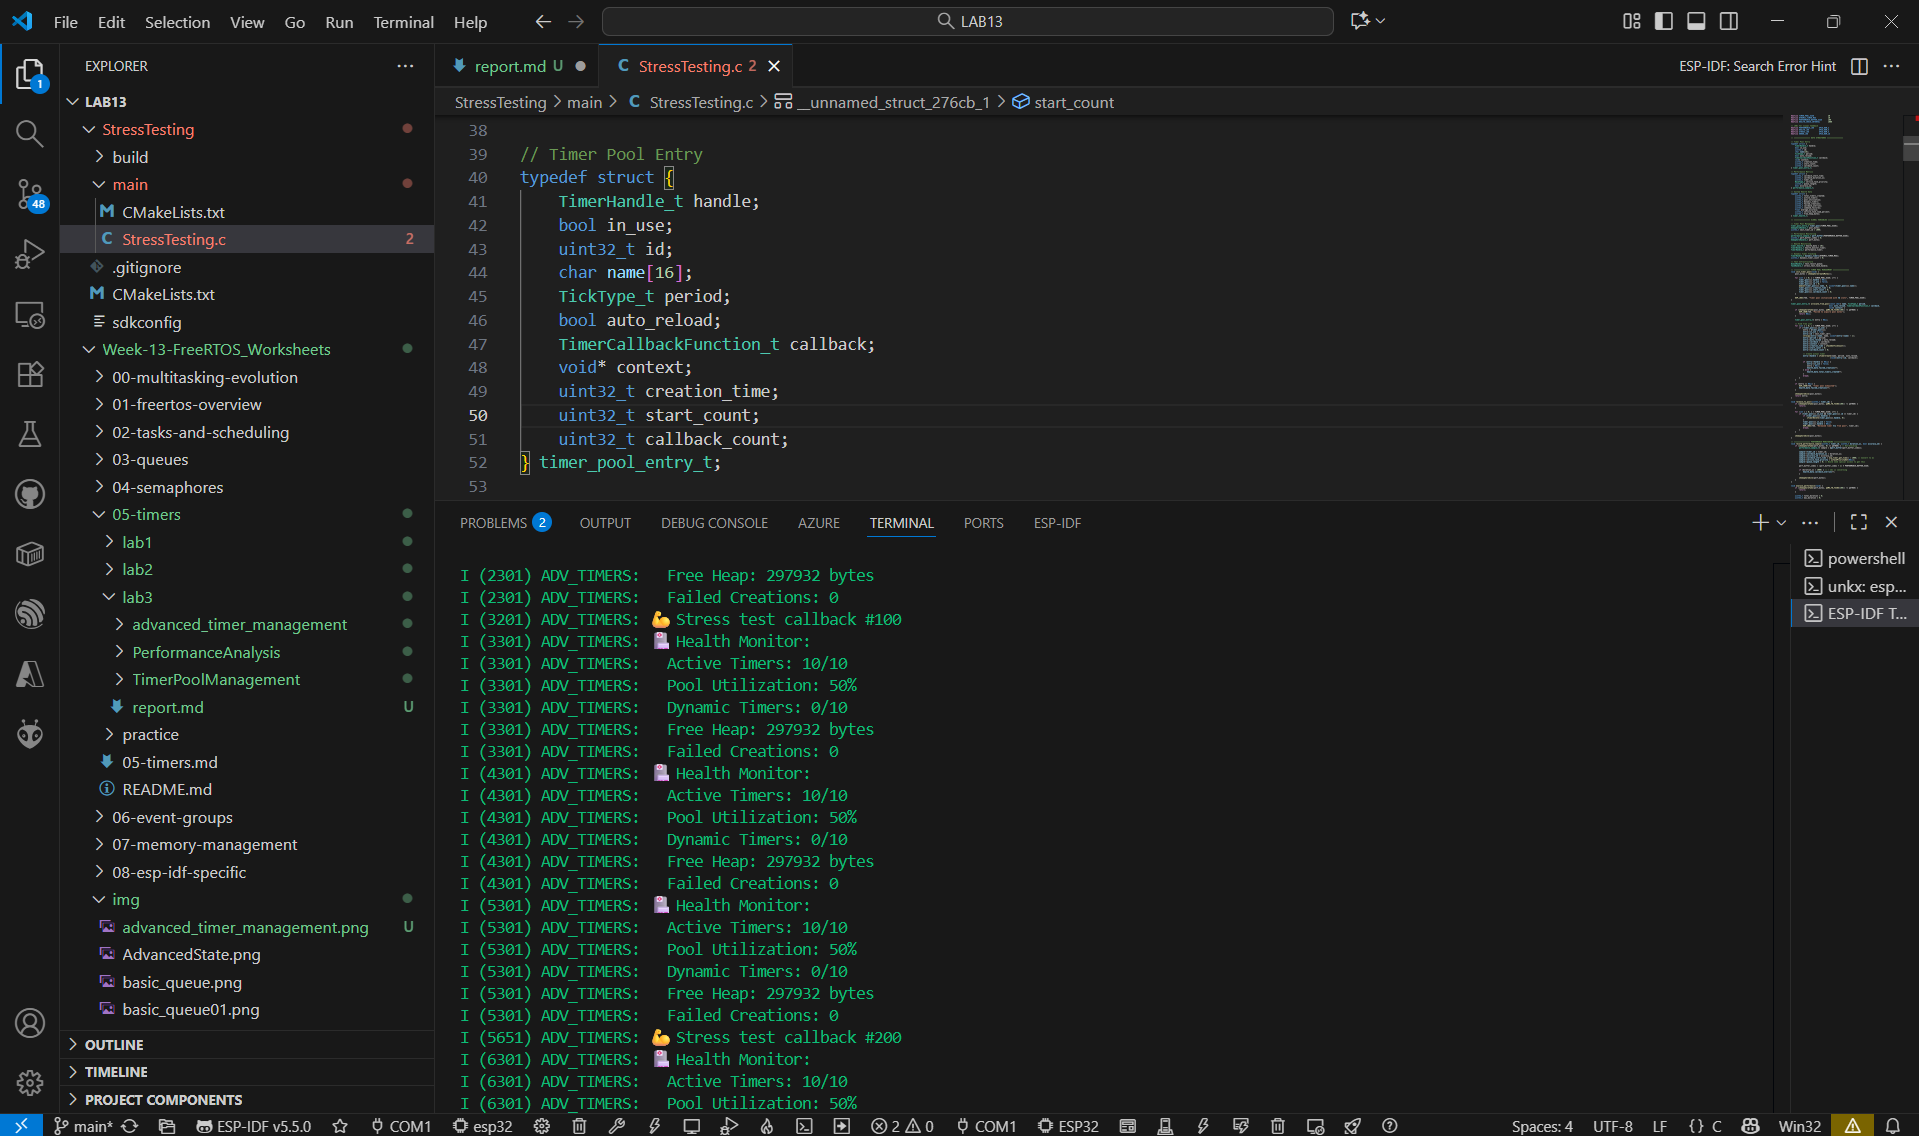 File Edit Selection View Go Run Terminal Help
LAB13
EXPLORER
LAB13
StressTesting
build
main
CMakeLists.txt
StressTesting.c 2
.gitignore
CMakeLists.txt
sdkconfig
Week-13-FreeRTOS_Worksheets
00-multitasking-evolution
01-freertos-overview
02-tasks-and-scheduling
03-queues
04-semaphores
05-timers
lab1
lab2
lab3
advanced_timer_management
PerformanceAnalysis
TimerPoolManagement
report.md U
practice
05-timers.md
README.md
06-event-groups
07-memory-management
08-esp-idf-specific
img
advanced_timer_management.png U
AdvancedState.png
basic_queue.png
basic_queue01.png
OUTLINE
TIMELINE
PROJECT COMPONENTS
1
48
report.md U
StressTesting.c 2
ESP-IDF: Search Error Hint
StressTesting > main > C StressTesting.c > __unnamed_struct_276cb_1 > start_count
38
39 // Timer Pool Entry
40 typedef struct {
41 TimerHandle_t handle;
42 bool in_use;
43 uint32_t id;
44 char name[16];
45 TickType_t period;
46 bool auto_reload;
47 TimerCallbackFunction_t callback;
48 void* context;
49 uint32_t creation_time;
50 uint32_t start_count;
51 uint32_t callback_count;
52 } timer_pool_entry_t;
53
PROBLEMS 2 OUTPUT DEBUG CONSOLE AZURE TERMINAL PORTS ESP-IDF
I (2301) ADV_TIMERS: Free Heap: 297932 bytes
I (2301) ADV_TIMERS: Failed Creations: 0
I (3201) ADV_TIMERS: 💪 Stress test callback #100
I (3301) ADV_TIMERS: 🏥 Health Monitor:
I (3301) ADV_TIMERS: Active Timers: 10/10
I (3301) ADV_TIMERS: Pool Utilization: 50%
I (3301) ADV_TIMERS: Dynamic Timers: 0/10
I (3301) ADV_TIMERS: Free Heap: 297932 bytes
I (3301) ADV_TIMERS: Failed Creations: 0
I (4301) ADV_TIMERS: 🏥 Health Monitor:
I (4301) ADV_TIMERS: Active Timers: 10/10
I (4301) ADV_TIMERS: Pool Utilization: 50%
I (4301) ADV_TIMERS: Dynamic Timers: 0/10
I (4301) ADV_TIMERS: Free Heap: 297932 bytes
I (4301) ADV_TIMERS: Failed Creations: 0
I (5301) ADV_TIMERS: 🏥 Health Monitor:
I (5301) ADV_TIMERS: Active Timers: 10/10
I (5301) ADV_TIMERS: Pool Utilization: 50%
I (5301) ADV_TIMERS: Dynamic Timers: 0/10
I (5301) ADV_TIMERS: Free Heap: 297932 bytes
I (5301) ADV_TIMERS: Failed Creations: 0
I (5651) ADV_TIMERS: 💪 Stress test callback #200
I (6301) ADV_TIMERS: 🏥 Health Monitor:
I (6301) ADV_TIMERS: Active Timers: 10/10
I (6301) ADV_TIMERS: Pool Utilization: 50%
powershell
unkx: esp...
ESP-IDF T...
main* ESP-IDF v5.5.0 COM1 esp32 2 0 COM1 ESP32 Spaces: 4 UTF-8 LF {} C Win32